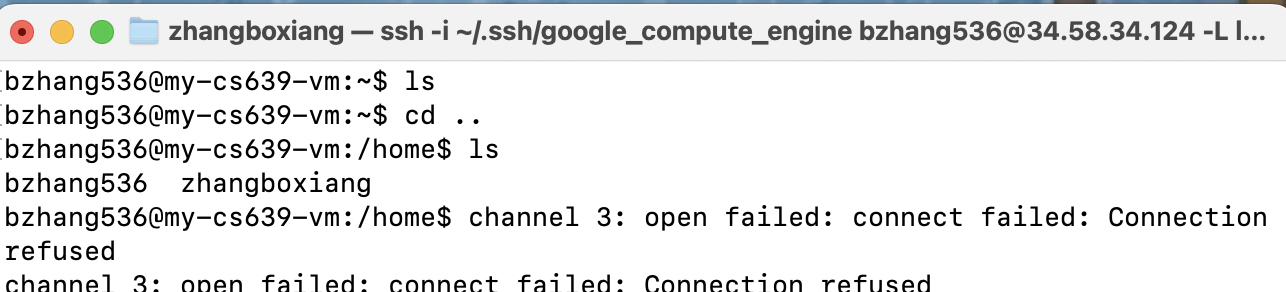 zhangboxiang — ssh -i ~/.ssh/google_compute_engine bzhang536@34.58.34.124 -L l...
bzhang536@my-cs639-vm:~$ ls
bzhang536@my-cs639-vm:~$ cd ..
bzhang536@my-cs639-vm:/home$ ls
bzhang536  zhangboxiang
bzhang536@my-cs639-vm:/home$ channel 3: open failed: connect failed: Connection
refused
channel 3: open failed: connect failed: Connection refused